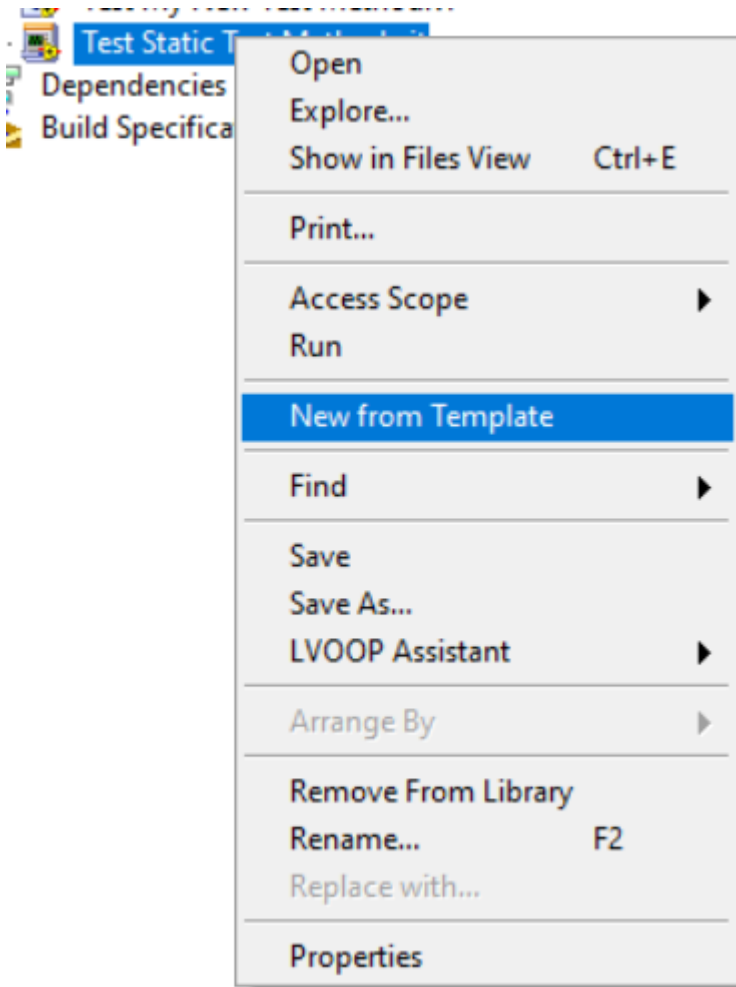 Test Static
Dependencies
Build Specifica
Open
Explore...
Show in Files View Ctrl+E
Print...
Access Scope
Run
New from Template
Find
Save
Save As...
LVOOP Assistant
Arrange By
Remove From Library
Rename... F2
Replace with...
Properties